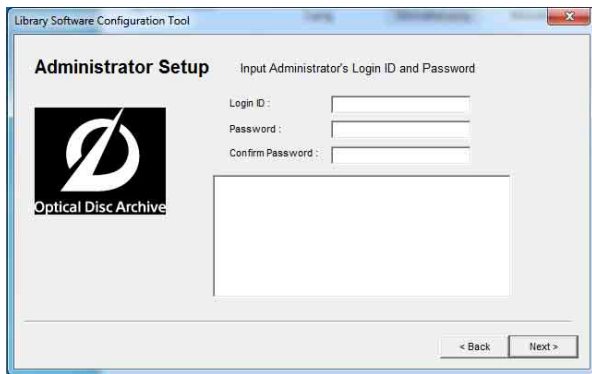 Library Software Configuration Tool
Administrator Setup
Input Administrator's Login ID and Password
Login ID :
Password :
Confirm Password :
Optical Disc Archive
< Back
Next >